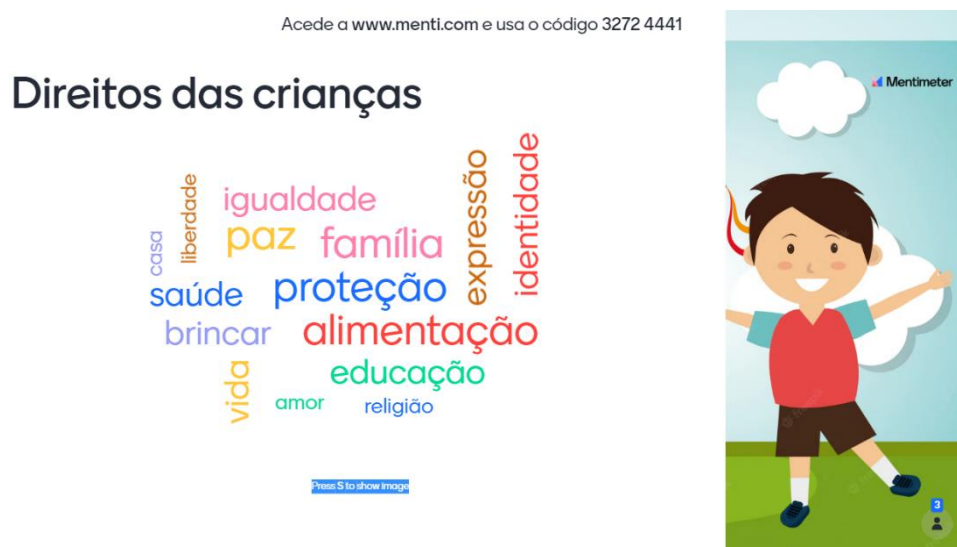 Acede a www.menti.com e usa o código 3272 4441
Mentimeter
Direitos das crianças
identidade
expressão
liberdade
igualdade
casa
paz
família
saúde
proteção
brincar
alimentação
vida
educação
amor
religião
Press S to show image
3